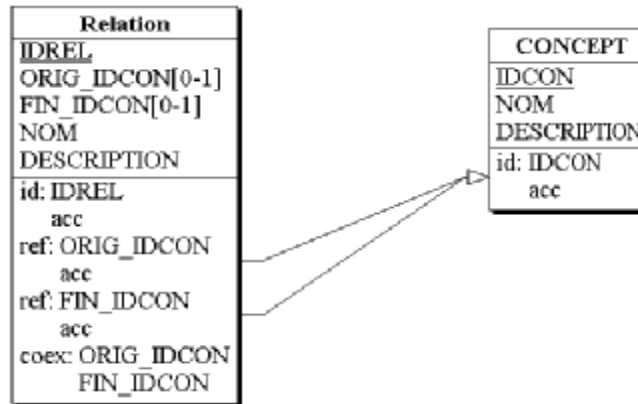 Relation
IDREL
ORIG_IDCON[0-1]
FIN_IDCON[0-1]
NOM
DESCRIPTION
id: IDREL
acc
ref: ORIG_IDCON
acc
ref: FIN_IDCON
acc
coex: ORIG_IDCON
FIN_IDCON
CONCEPT
IDCON
NOM
DESCRIPTION
id: IDCON
acc